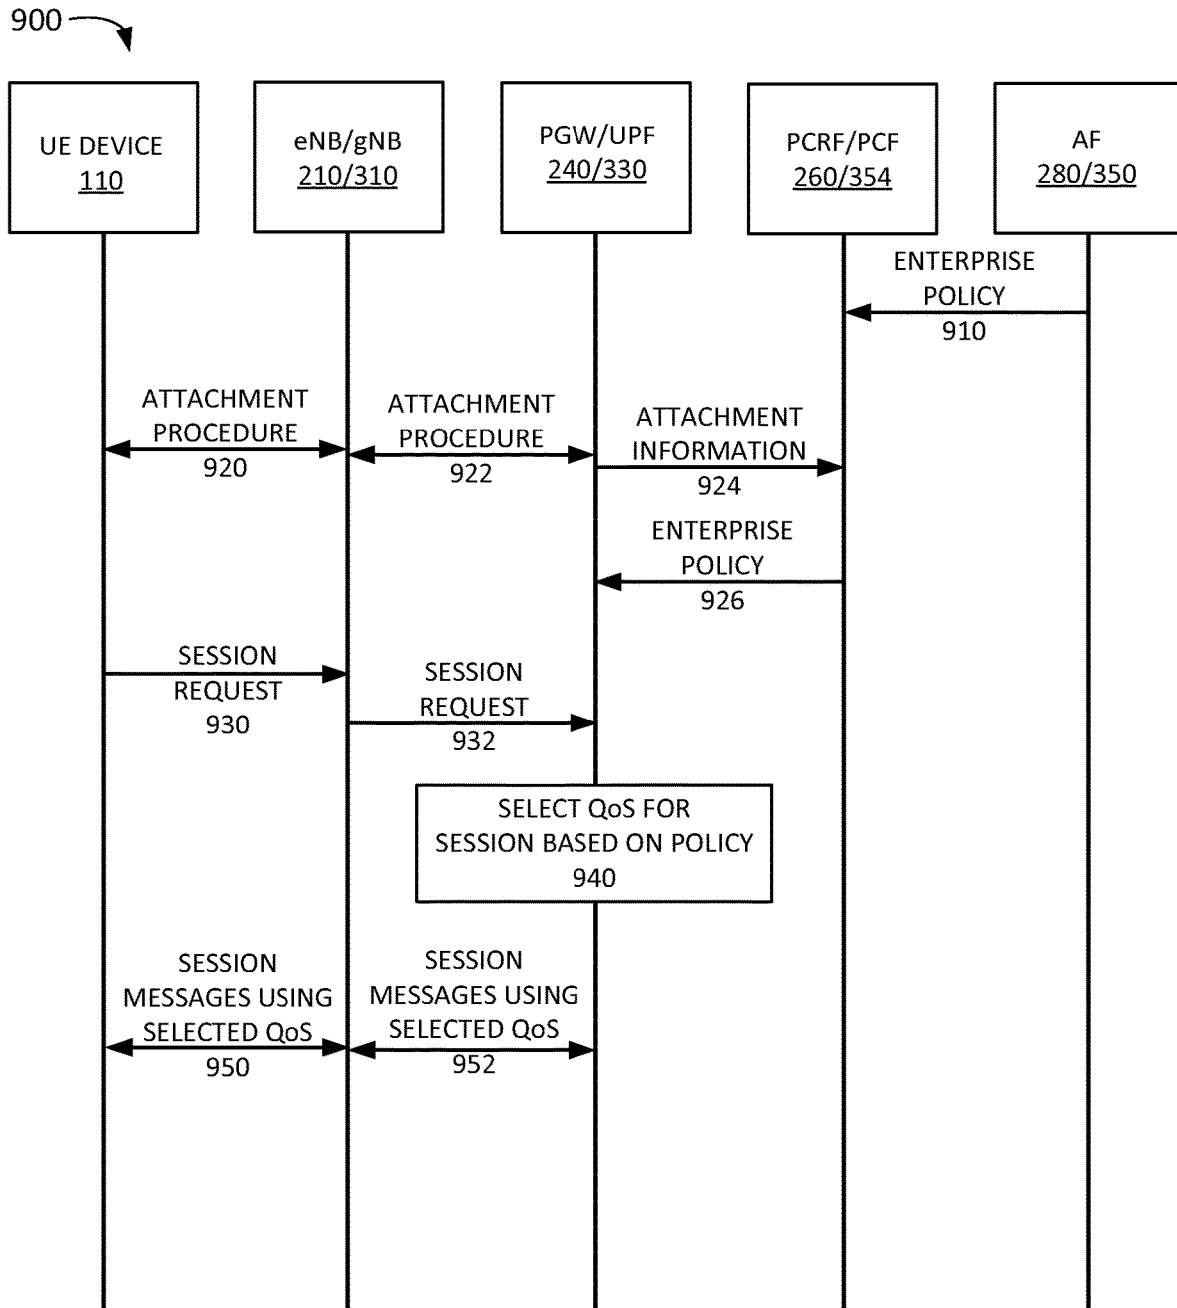 900
UE DEVICE
110
eNB/gNB
210/310
PGW/UPF
240/330
PCRF/PCF
260/354
AF
280/350
ENTERPRISE
POLICY
910
ATTACHMENT
PROCEDURE
920
ATTACHMENT
PROCEDURE
922
ATTACHMENT
INFORMATION
924
ENTERPRISE
POLICY
926
SESSION
REQUEST
930
SESSION
REQUEST
932
SELECT QoS FOR
SESSION BASED ON POLICY
940
SESSION
MESSAGES USING
SELECTED QoS
950
SESSION
MESSAGES USING
SELECTED QoS
952